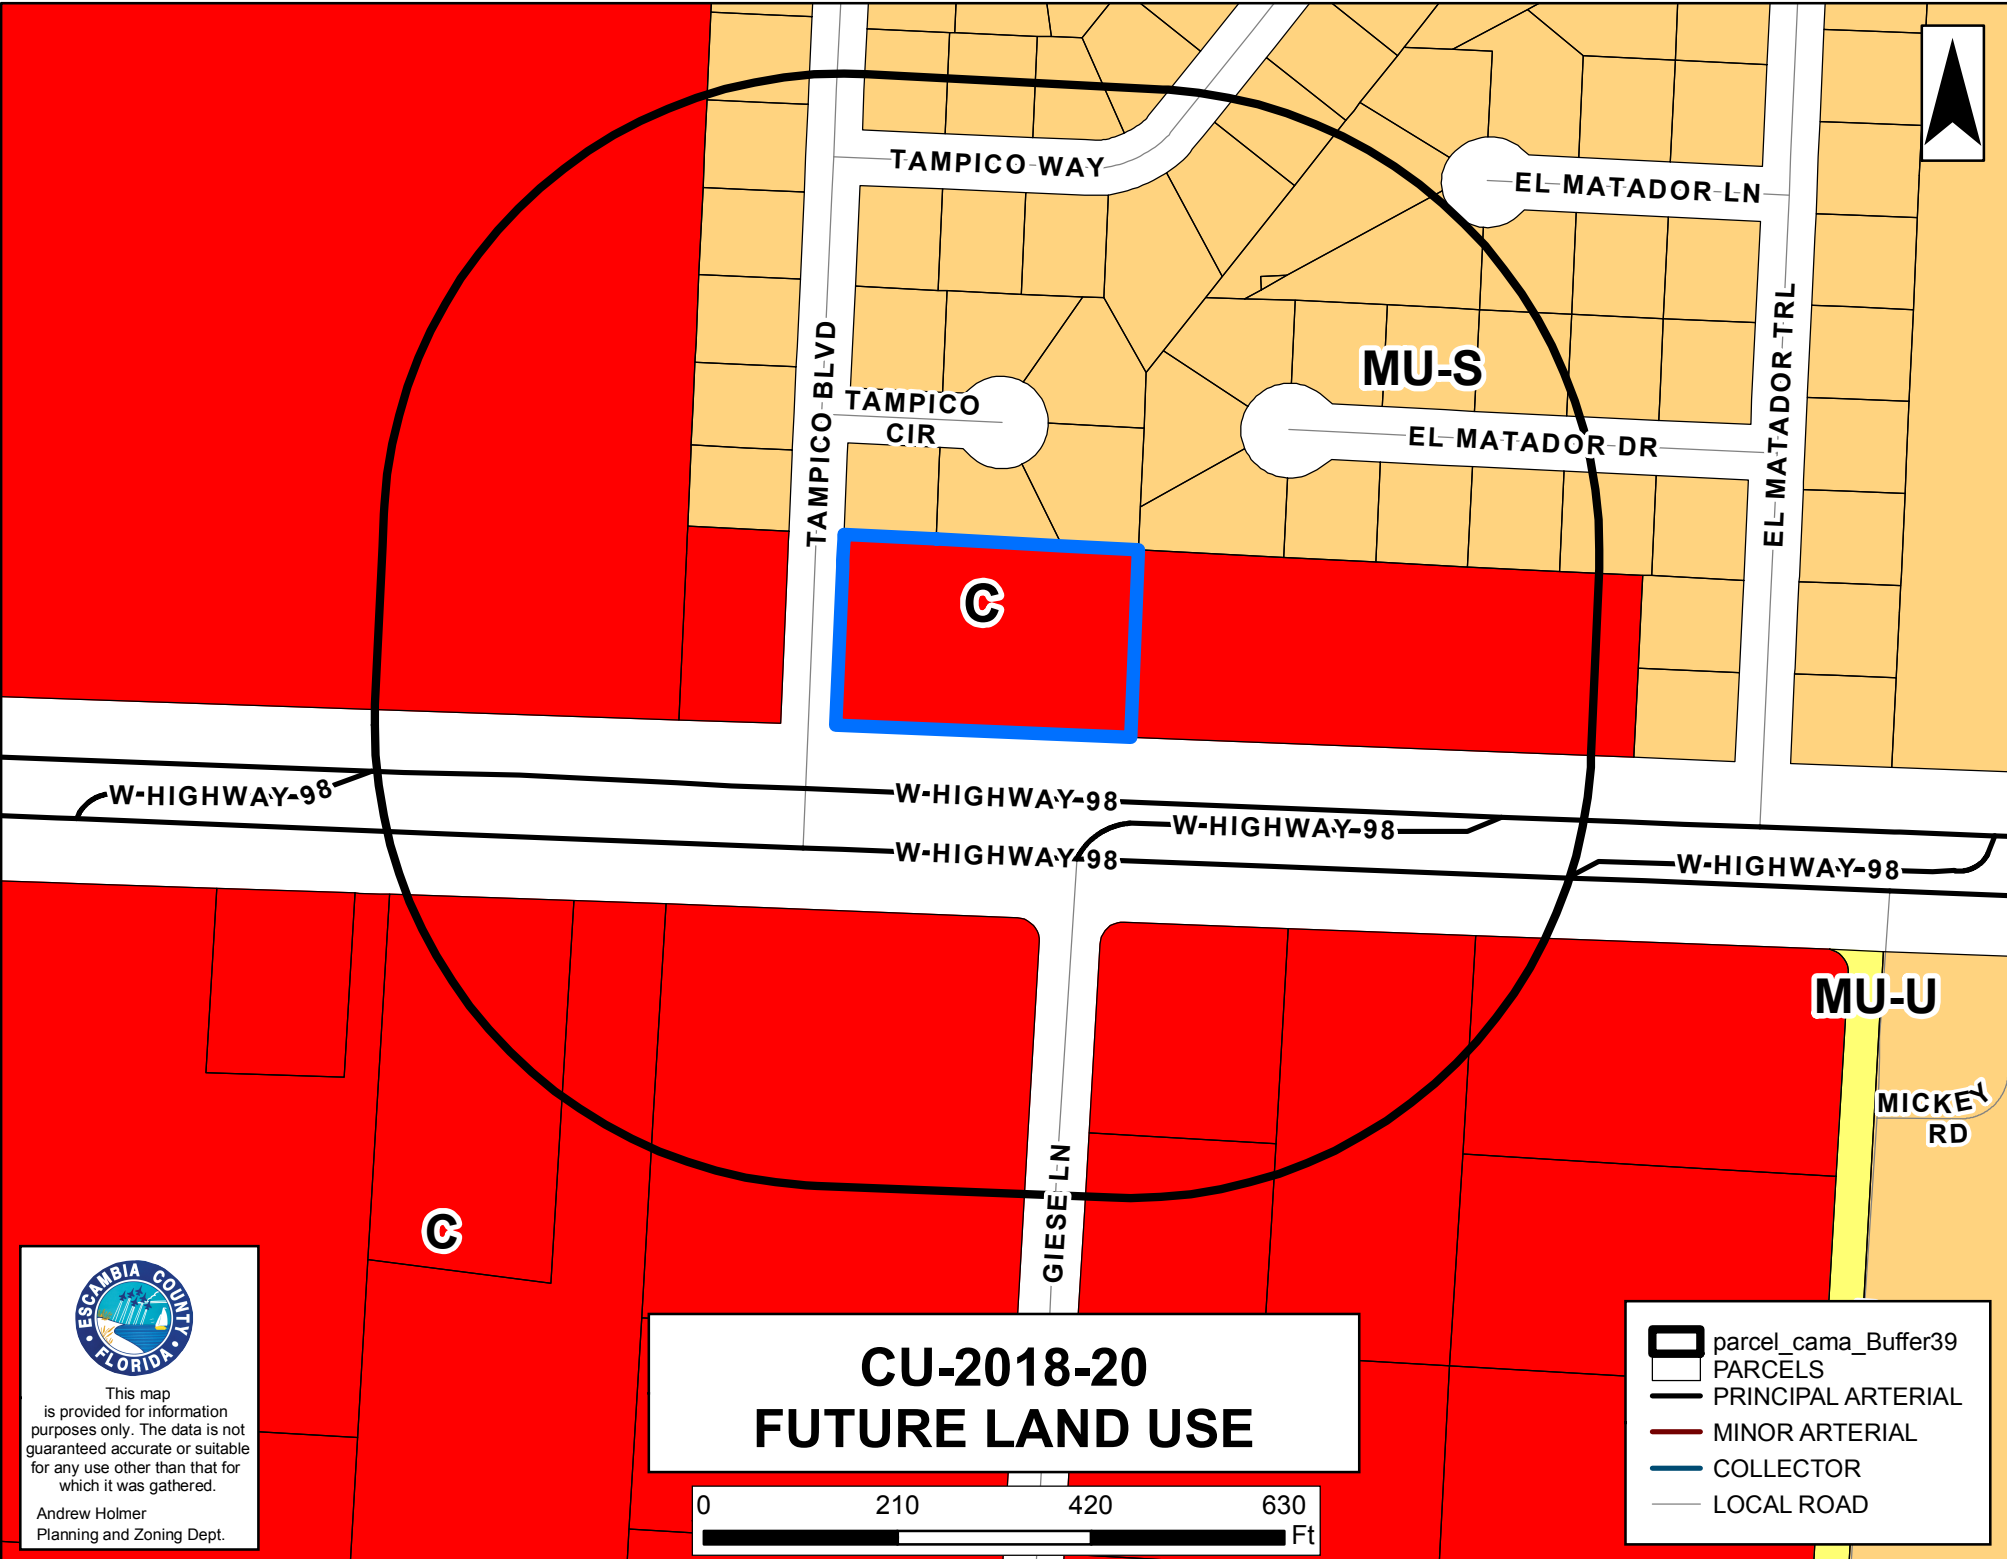 TAMPICO WAY
EL MATADOR LN
TAMPICO BLVD
TAMPICO
CIR
MU-S
EL MATADOR DR
EL MATADOR TRL
C
W HIGHWAY 98
W HIGHWAY 98
W HIGHWAY 98
W HIGHWAY 98
W HIGHWAY 98
MU-U
MICKEY
RD
GIESE LN
C
ESCAMBIA COUNTY
FLORIDA
This map
is provided for information
purposes only. The data is not
guaranteed accurate or suitable
for any use other than that for
which it was gathered.
Andrew Holmer
Planning and Zoning Dept.
CU-2018-20
FUTURE LAND USE
0 210 420 630
Ft
parcel_cama_Buffer39
PARCELS
PRINCIPAL ARTERIAL
MINOR ARTERIAL
COLLECTOR
LOCAL ROAD